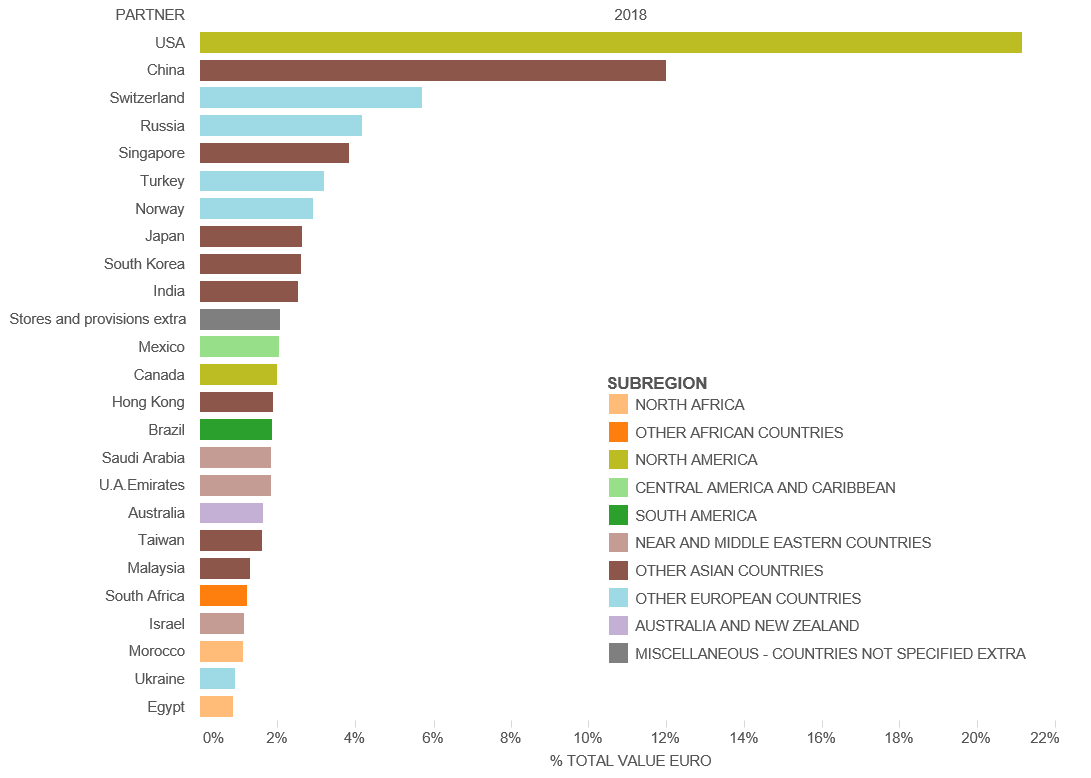 PARTNER 2018
USA
China
Switzerland
Russia
Singapore
Turkey
Norway
Japan
South Korea
India
Stores and provisions extra
Mexico
Canada
Hong Kong
Brazil
Saudi Arabia
U.A.Emirates
Australia
Taiwan
Malaysia
South Africa
Israel
Morocco
Ukraine
Egypt
SUBREGION
NORTH AFRICA
OTHER AFRICAN COUNTRIES
NORTH AMERICA
CENTRAL AMERICA AND CARIBBEAN
SOUTH AMERICA
NEAR AND MIDDLE EASTERN COUNTRIES
OTHER ASIAN COUNTRIES
OTHER EUROPEAN COUNTRIES
AUSTRALIA AND NEW ZEALAND
MISCELLANEOUS - COUNTRIES NOT SPECIFIED EXTRA
0% 2% 4% 6% 8% 10% 12% 14% 16% 18% 20% 22%
% TOTAL VALUE EURO